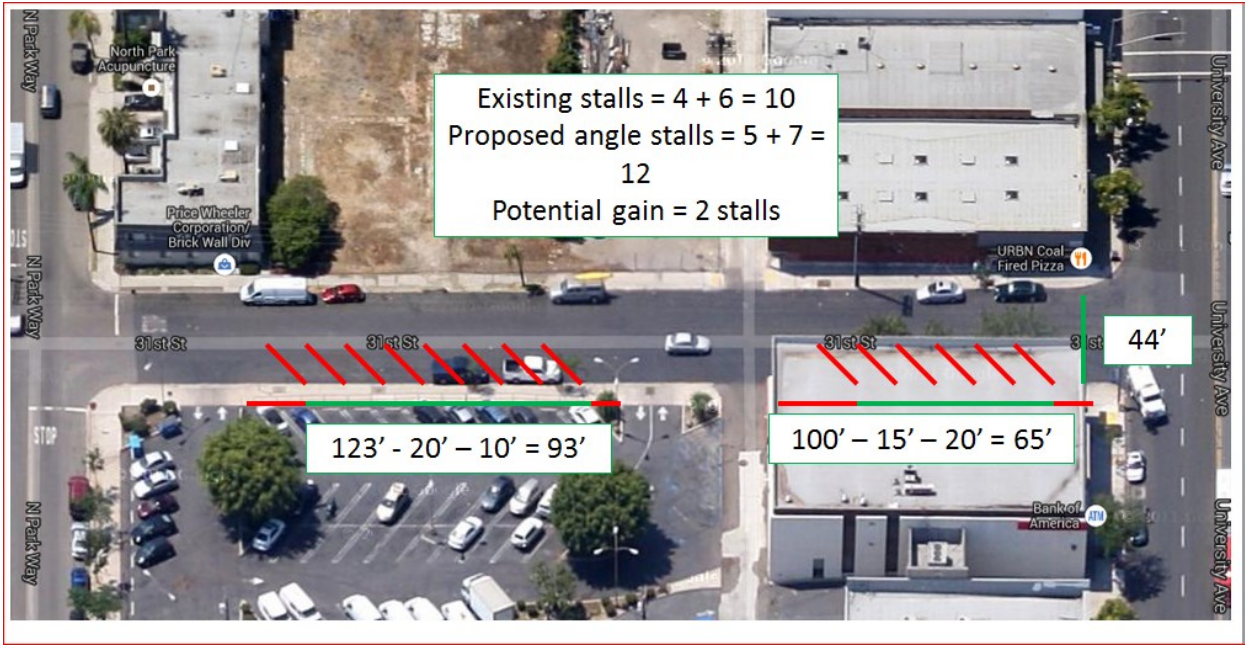 N Park Way
North Park
Acupuncture
Existing stalls = 4 + 6 = 10
Proposed angle stalls = 5 + 7 =
12
Potential gain = 2 stalls
University Ave
Price Wheeler
Corporation/
Brick Wall Div
URBN Coal
Fired Pizza
N Park Way
University Ave
31st St
31st St
31st St
31 st
44’
STOP
123’ - 20’ – 10’ = 93’
100’ – 15’ – 20’ = 65’
N Park Way
Bank of
America
ATM
University Ave